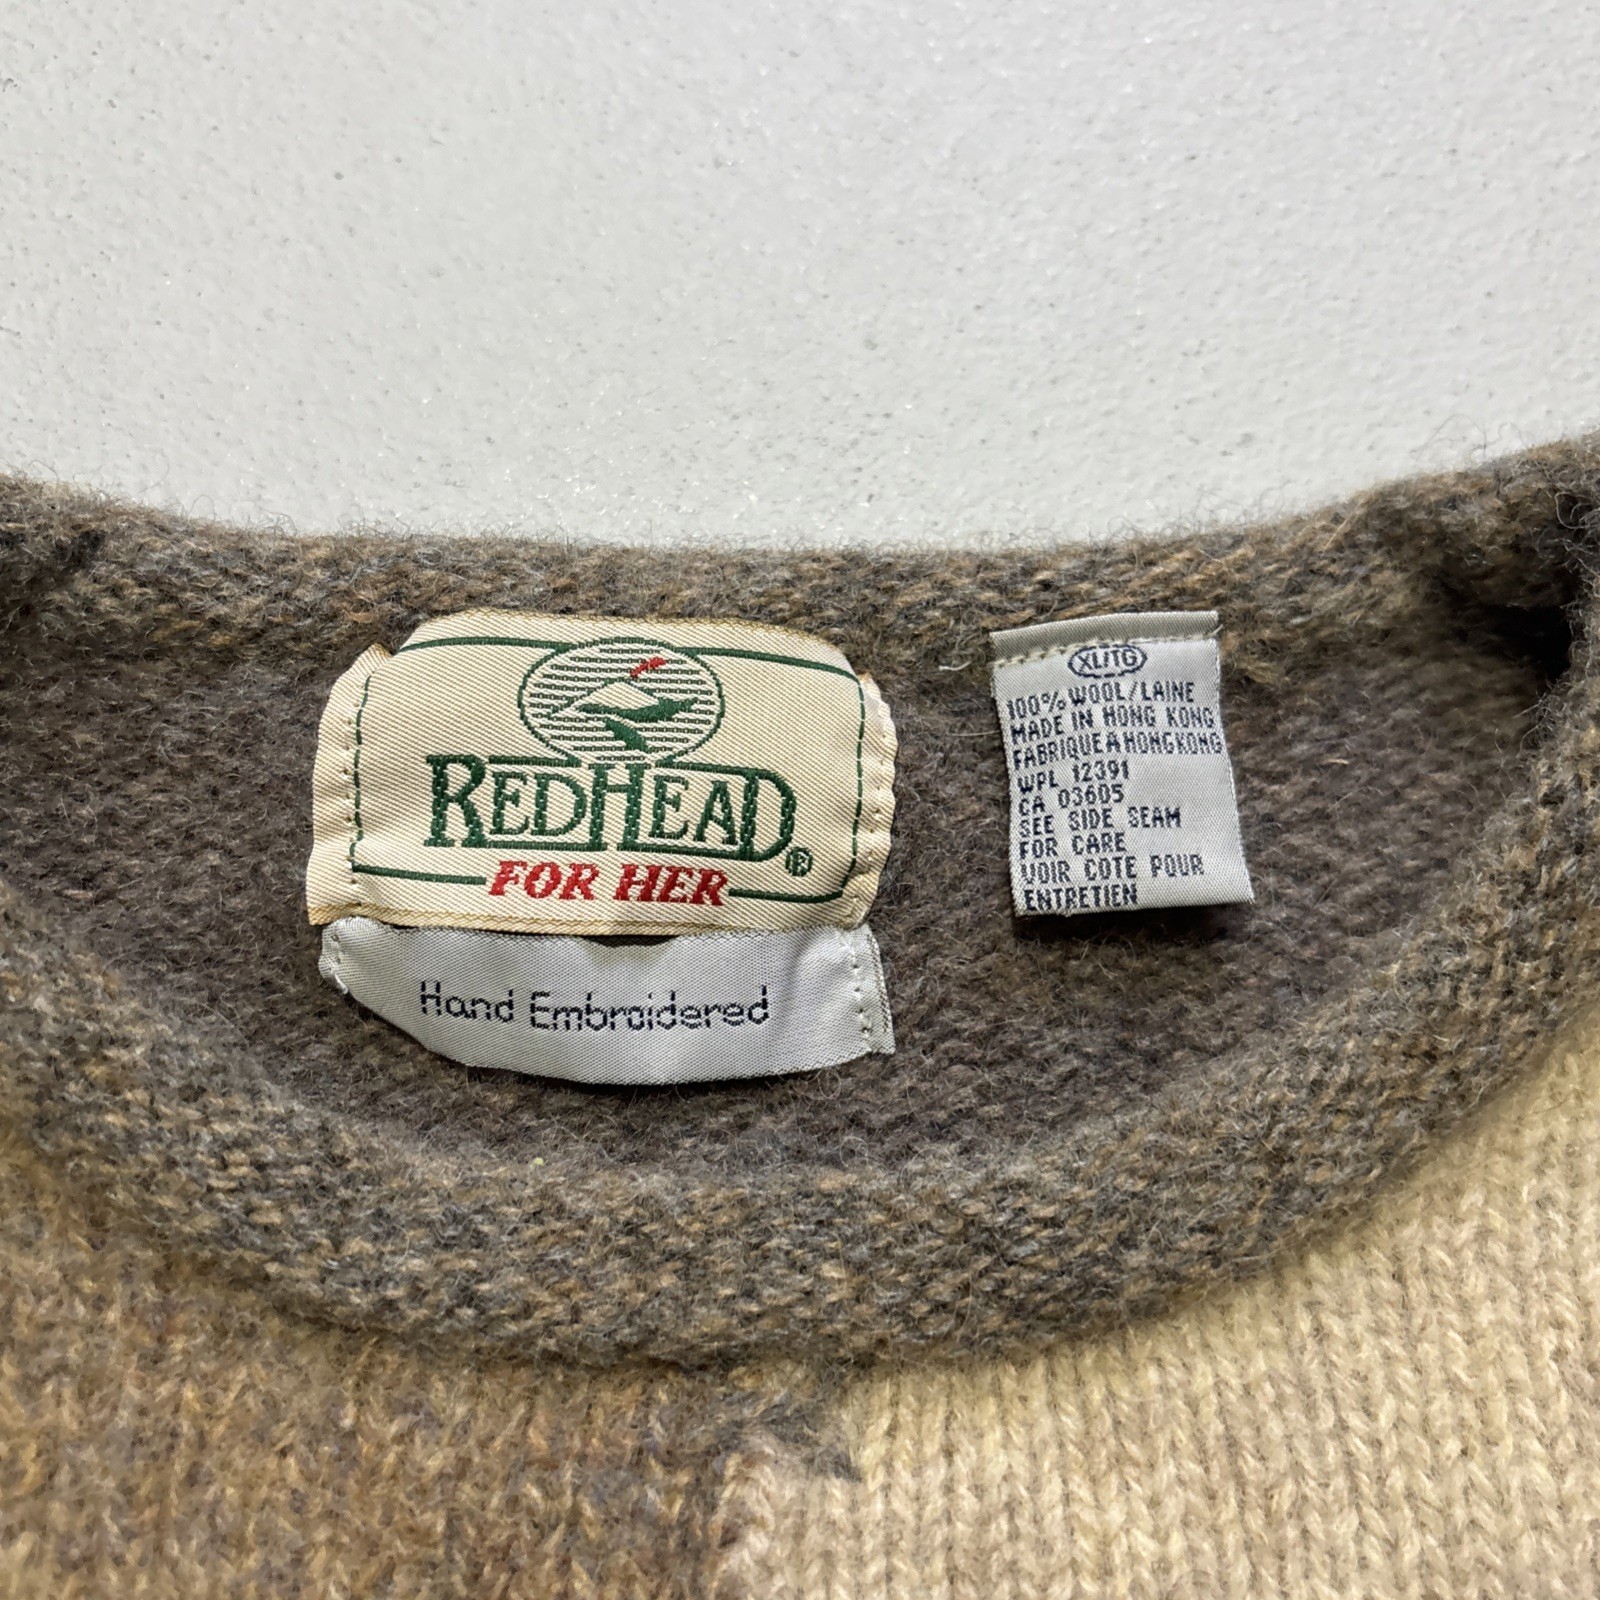 REDHEAD®
FOR HER
Hand Embroidered
XL/TG
100% WOOL/LAINE
MADE IN HONG KONG
FABRIQUE A HONG KONG
WPL 12391
CA 03605
SEE SIDE SEAM
FOR CARE
VOIR COTE POUR
ENTRETIEN